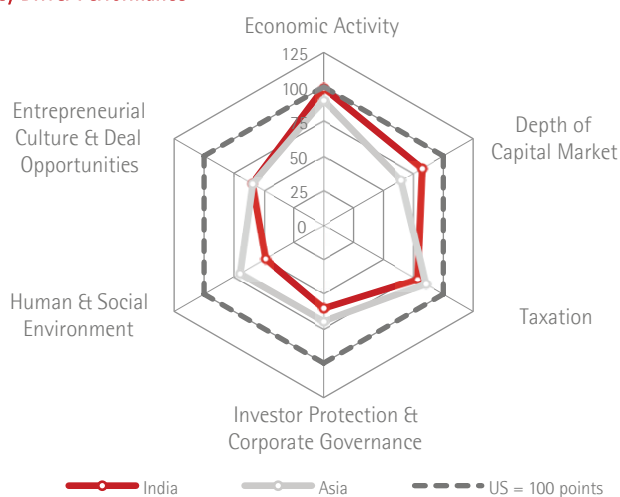 Economic Activity
125
100
75
50
25
0
Entrepreneurial
Culture & Deal
Opportunities
Depth of
Capital Market
Human & Social
Environment
Taxation
Investor Protection &
Corporate Governance
India
Asia
US = 100 points